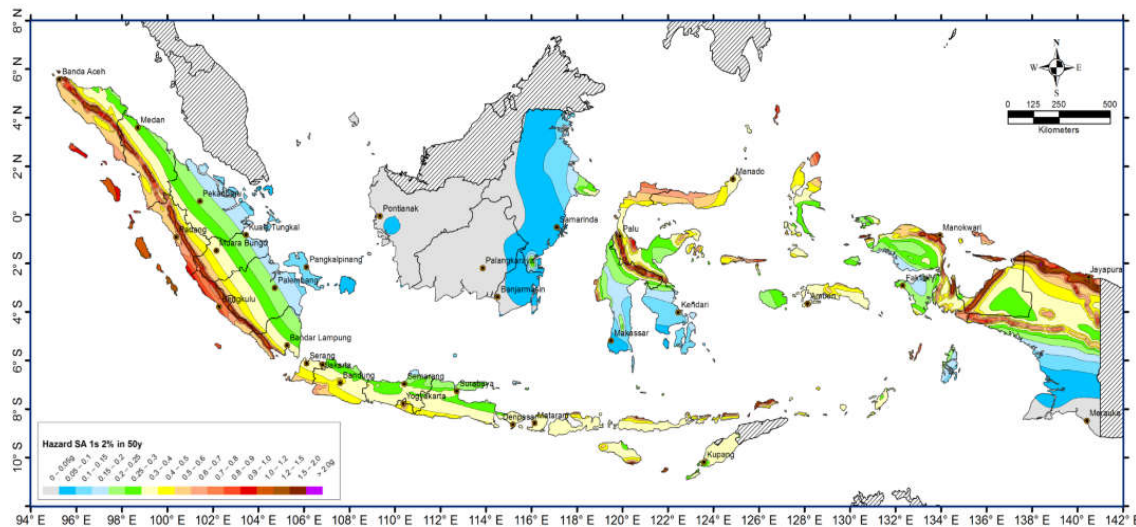 8° N
6° N
4° N
2° N
0°
2° S
4° S
6° S
8° S
10° S
N
W E
S
0 125 250 500
Kilometers
Banda Aceh
Medan
Pekanbaru
Padang
Kuala Tungkal
Muara Bungo
Pangkalpinang
Palembang
Bengkulu
Bandar Lampung
Serang
Jakarta
Bandung
Semarang
Surabaya
Yogyakarta
Denpasar
Mataram
Kupang
Pontianak
Samarinda
Palangkaraya
Banjarmasin
Manado
Palu
Kendari
Makassar
Ambon
Manokwari
Fakfak
Jayapura
Merauke
Hazard SA 1s 2% in 50y
0 – 0.05g
0.05 – 0.1
0.1 – 0.15
0.15 – 0.2
0.2 – 0.25
0.25 – 0.3
0.3 – 0.4
0.4 – 0.5
0.5 – 0.6
0.6 – 0.7
0.7 – 0.8
0.8 – 0.9
0.9 – 1.0
1.0 – 1.2
1.2 – 1.5
1.5 – 2.0
> 2.0g
94° E 96° E 98° E 100° E 102° E 104° E 106° E 108° E 110° E 112° E 114° E 116° E 118° E 120° E 122° E 124° E 126° E 128° E 130° E 132° E 134° E 136° E 138° E 140° E 142° E